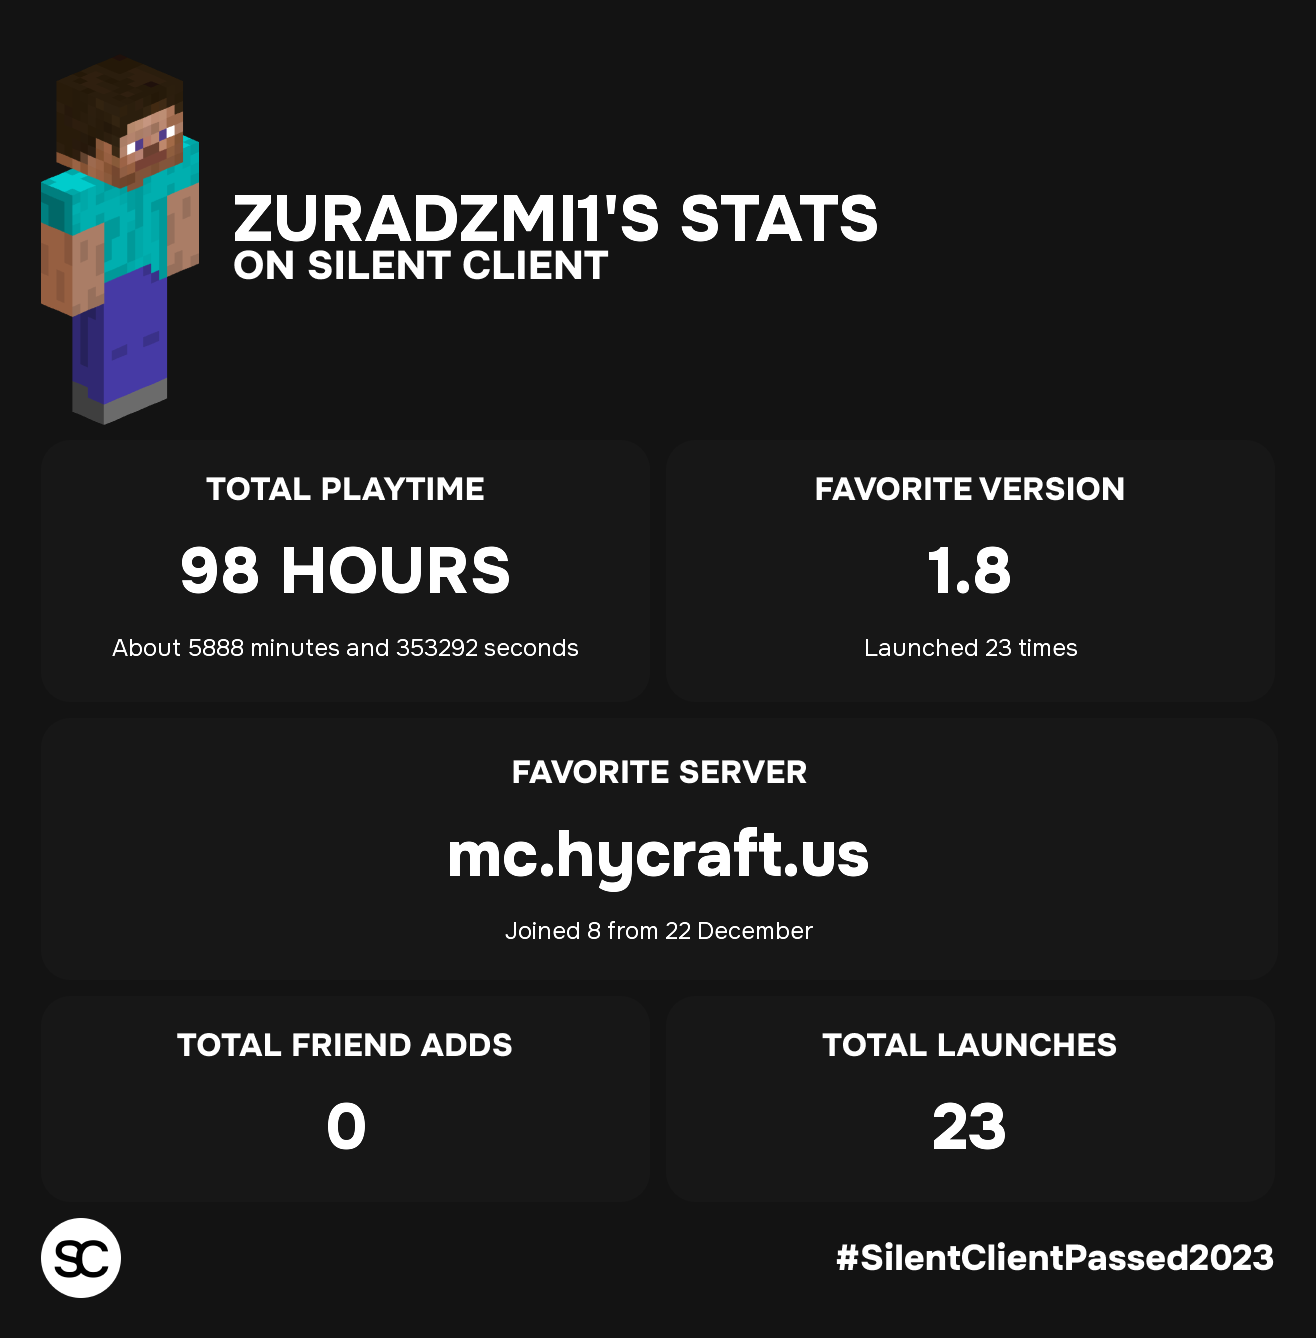 ZURADZMI1'S STATS
ON SILENT CLIENT
TOTAL PLAYTIME
98 HOURS
About 5888 minutes and 353292 seconds
FAVORITE VERSION
1.8
Launched 23 times
FAVORITE SERVER
mc.hycraft.us
Joined 8 from 22 December
TOTAL FRIEND ADDS
0
TOTAL LAUNCHES
23
SC
#SilentClientPassed2023